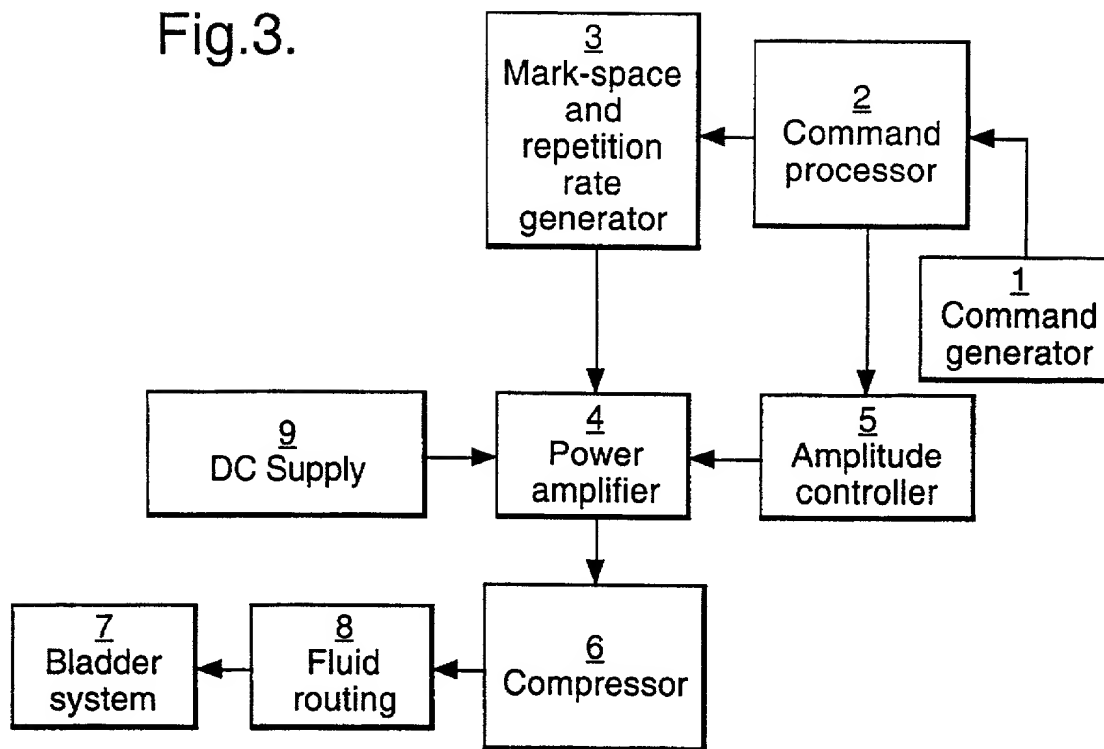 Fig.3.
3
Mark-space
and
repetition
rate
generator
2
Command
processor
1
Command
generator
9
DC Supply
4
Power
amplifier
5
Amplitude
controller
7
Bladder
system
8
Fluid
routing
6
Compressor